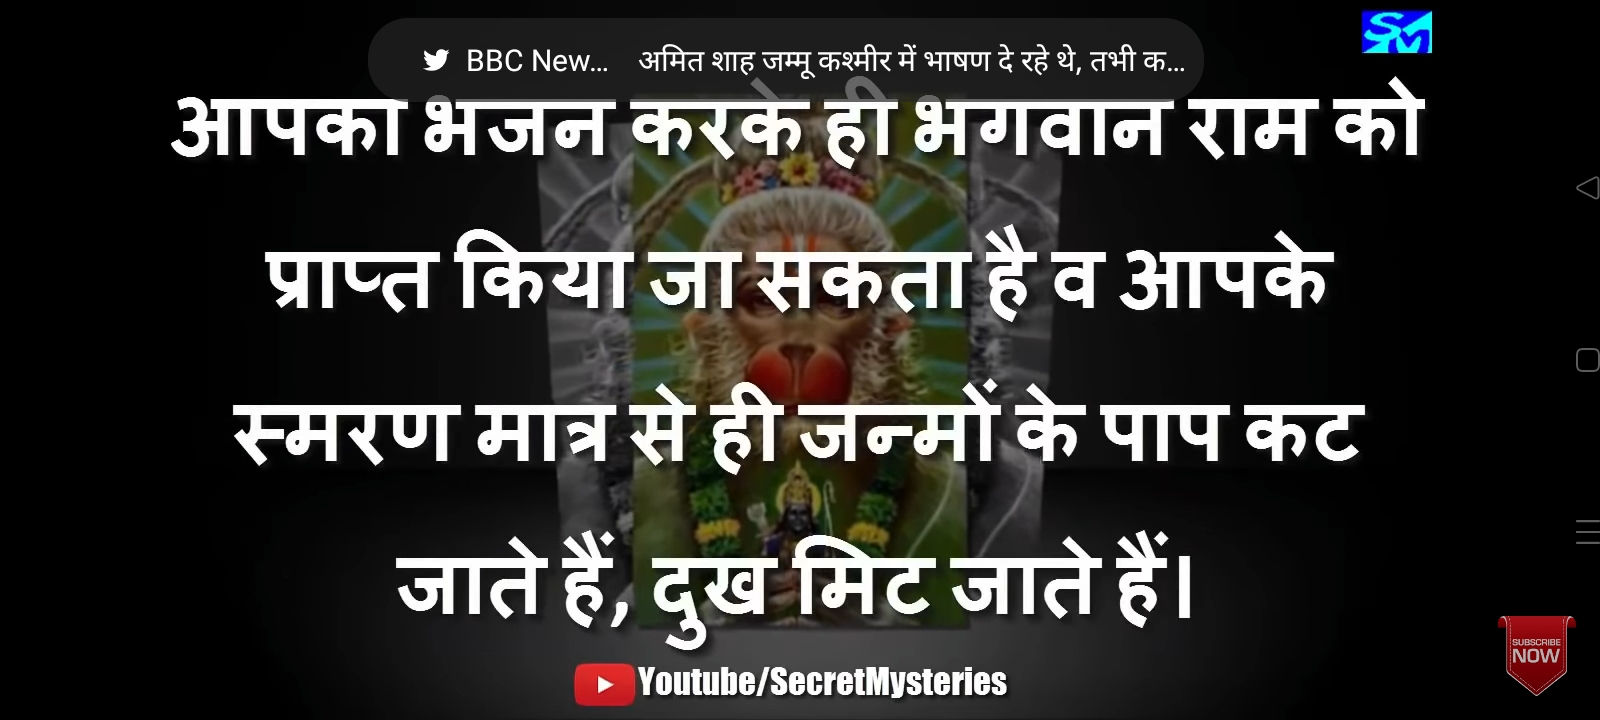 BBC New... अमित शाह जम्मू कश्मीर में भाषण दे रहे थे, तभी क...
SM
आपका भजन करके ही भगवान राम को
प्राप्त किया जा सकता है व आपके
स्मरण मात्र से ही जन्मों के पाप कट
जाते हैं, दुख मिट जाते हैं।
SUBSCRIBE
NOW
Youtube/SecretMysteries